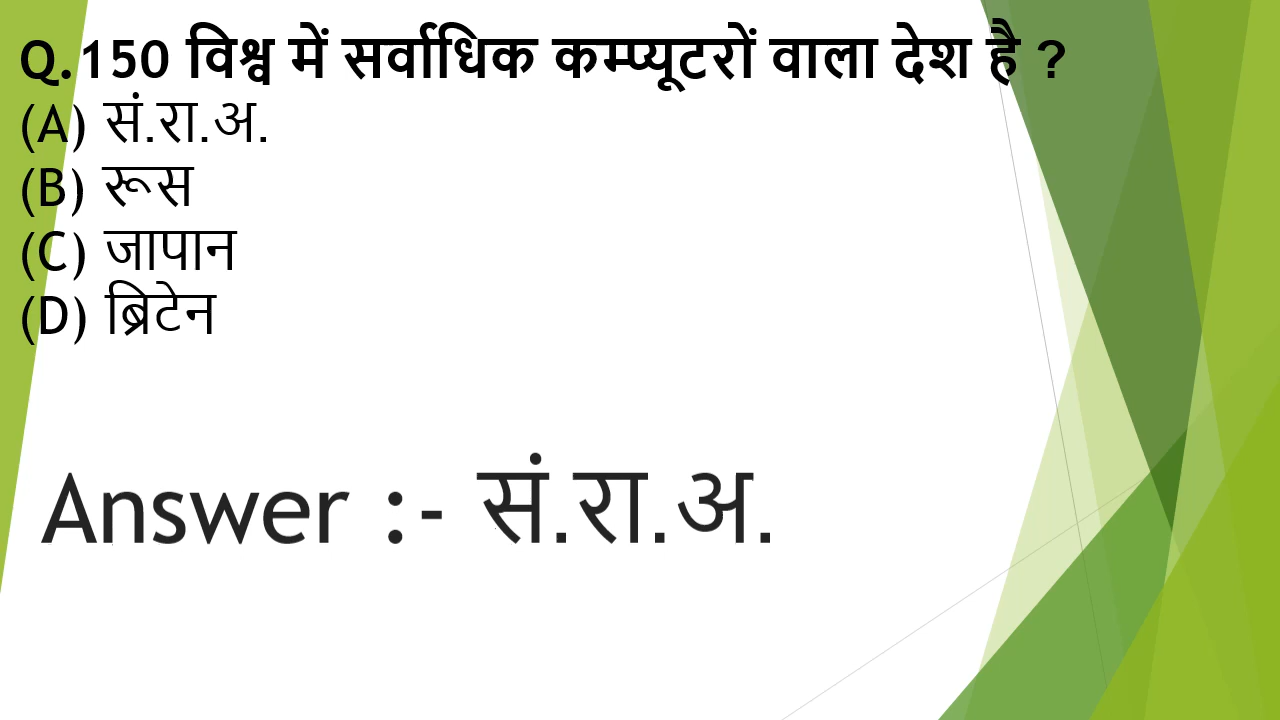 Q.150 विश्व में सर्वाधिक कम्प्यूटरों वाला देश है ?
(A) सं.रा.अ.
(B) रूस
(C) जापान
(D) ब्रिटेन
Answer :- सं.रा.अ.